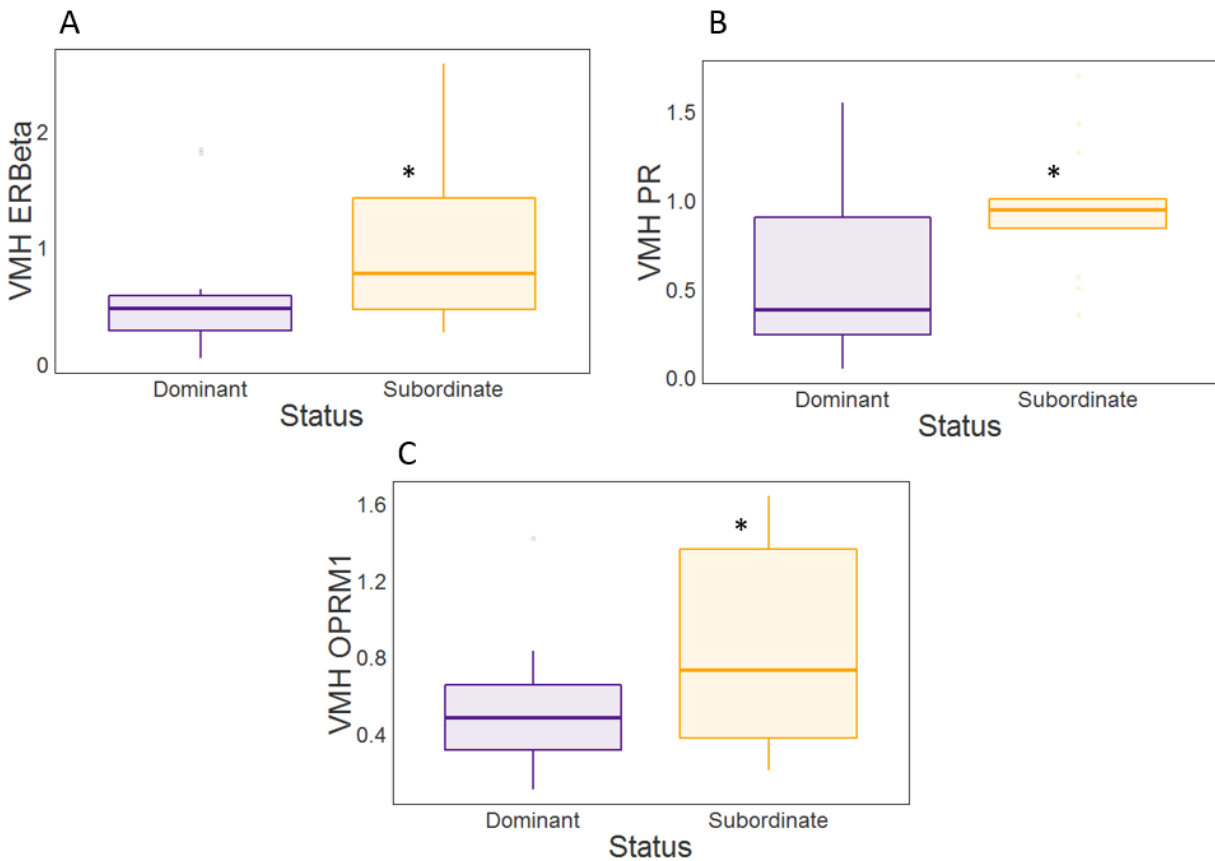 A
VMH ERBeta
2
1
0
*
Dominant Subordinate
Status
B
VMH PR
1.5
1.0
0.5
0.0
*
Dominant Subordinate
Status
C
VMH OPRM1
1.6
1.2
0.8
0.4
*
Dominant Subordinate
Status